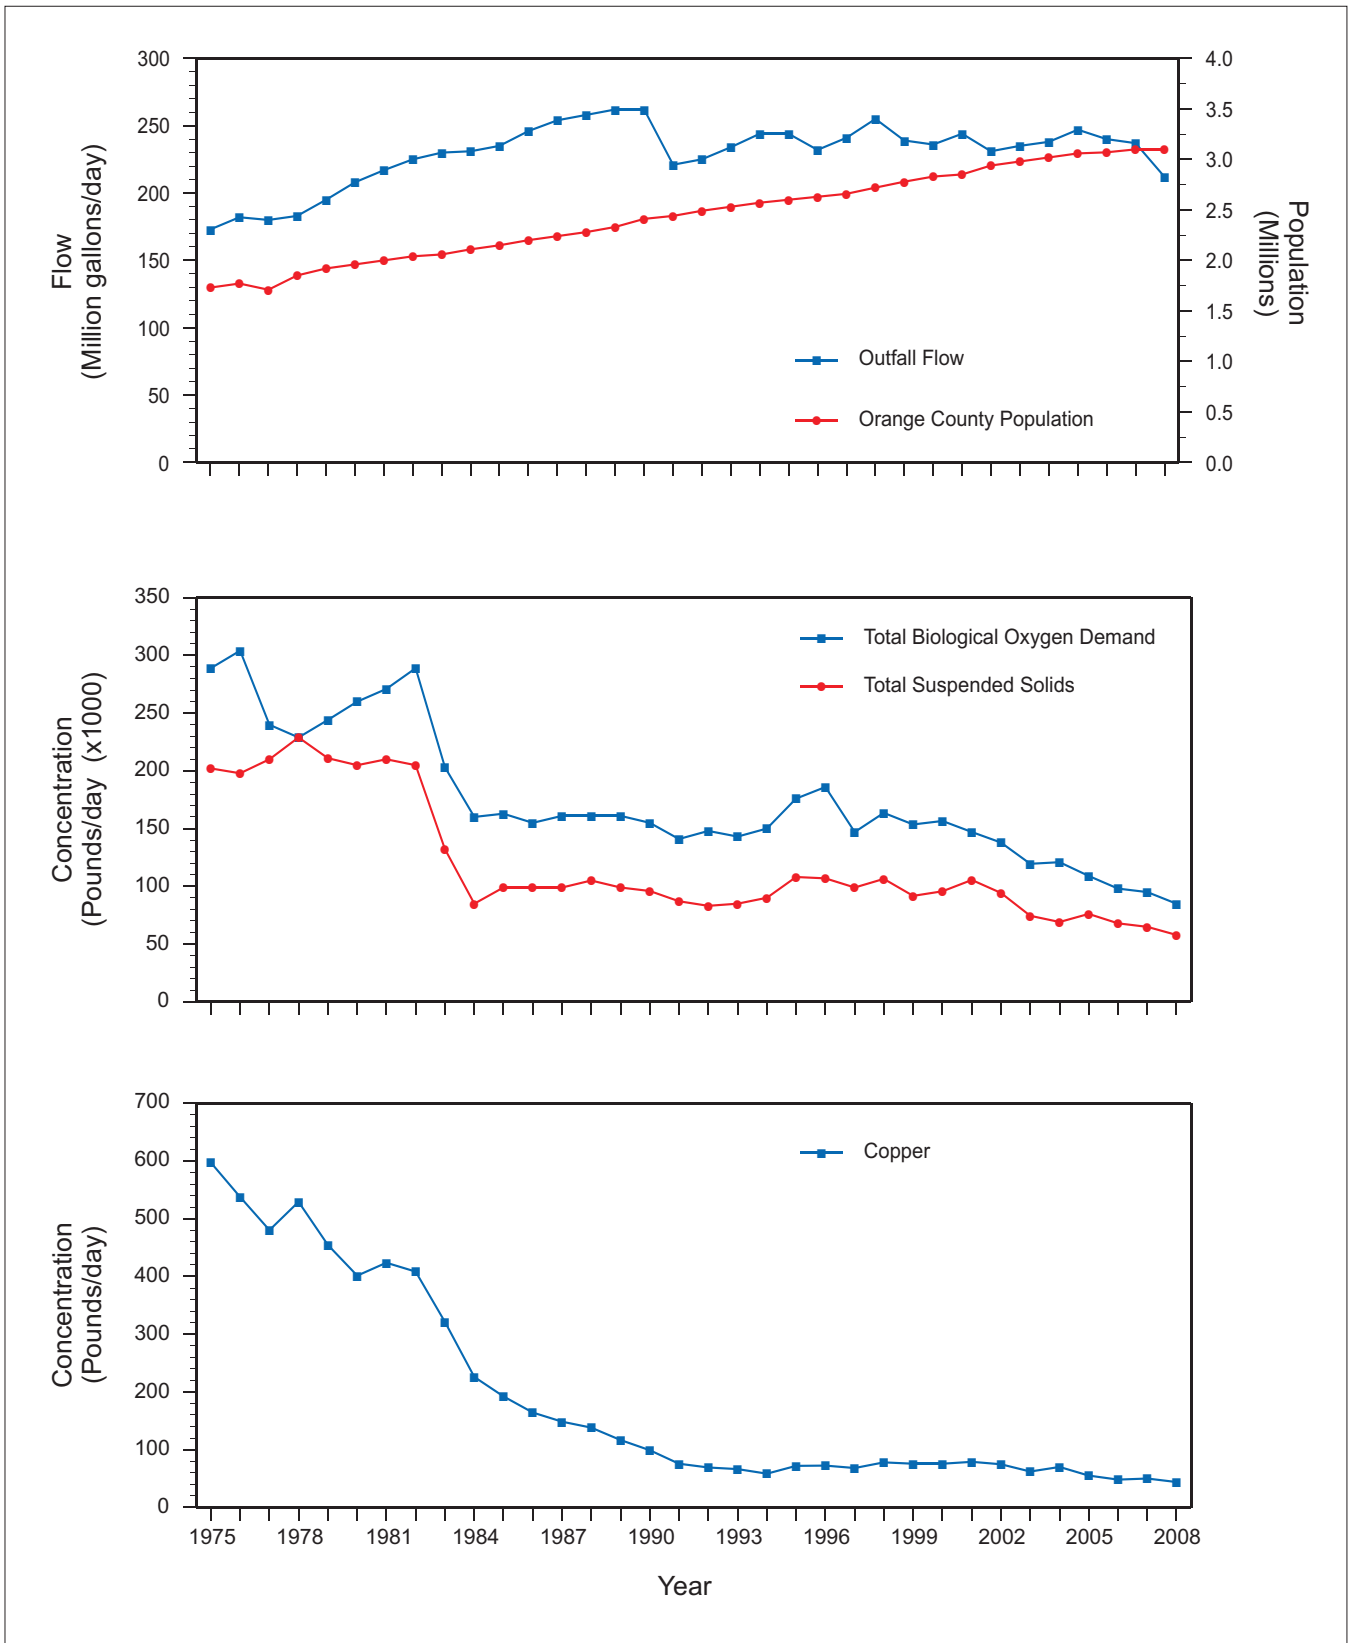 300
250
200
150
100
50
0
Flow
(Million gallons/day)
4.0
3.5
3.0
2.5
2.0
1.5
1.0
0.5
0.0
Population
(Millions)
Outfall Flow
Orange County Population
350
300
250
200
150
100
50
0
Concentration
(Pounds/day (x1000)
Total Biological Oxygen Demand
Total Suspended Solids
700
600
500
400
300
200
100
0
Concentration
(Pounds/day)
Copper
1975 1978 1981 1984 1987 1990 1993 1996 1999 2002 2005 2008
Year